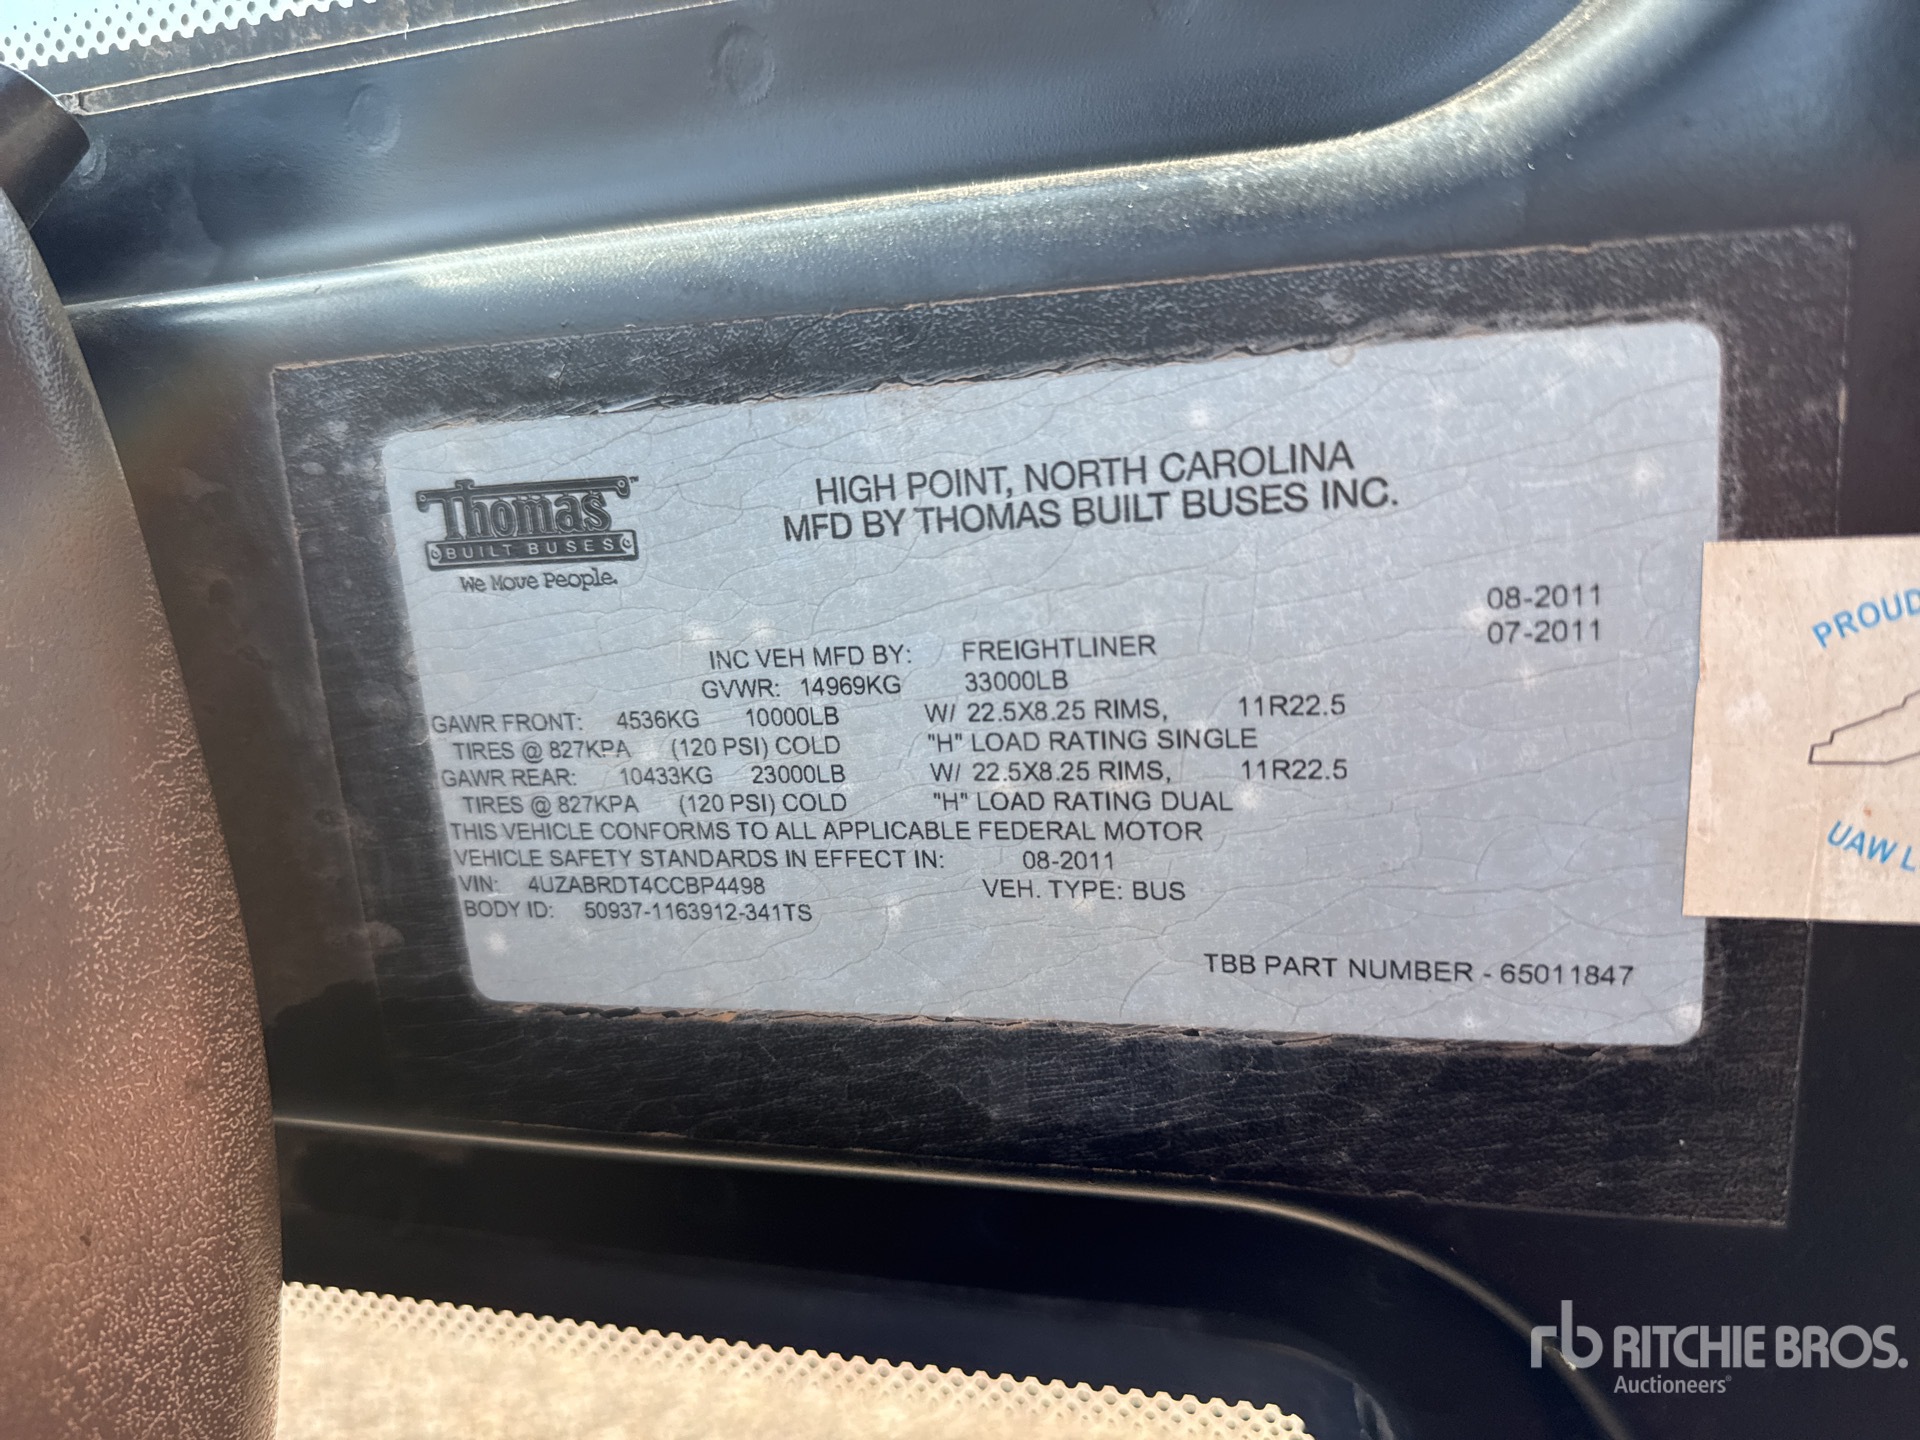 Thomas™
BUILT BUSES
We Move People.
HIGH POINT, NORTH CAROLINA
MFD BY THOMAS BUILT BUSES INC.
08-2011
INC VEH MFD BY: FREIGHTLINER 07-2011
GVWR: 14969KG 33000LB
GAWR FRONT: 4536KG 10000LB W/ 22.5X8.25 RIMS, 11R22.5
TIRES @ 827KPA (120 PSI) COLD "H" LOAD RATING SINGLE
GAWR REAR: 10433KG 23000LB W/ 22.5X8.25 RIMS, 11R22.5
TIRES @ 827KPA (120 PSI) COLD "H" LOAD RATING DUAL
THIS VEHICLE CONFORMS TO ALL APPLICABLE FEDERAL MOTOR
VEHICLE SAFETY STANDARDS IN EFFECT IN: 08-2011
VIN: 4UZABRDT4CCBP4498 VEH. TYPE: BUS
BODY ID: 50937-1163912-341TS
TBB PART NUMBER - 65011847
PROUD
UAW L
rb RITCHIE BROS.
Auctioneers®